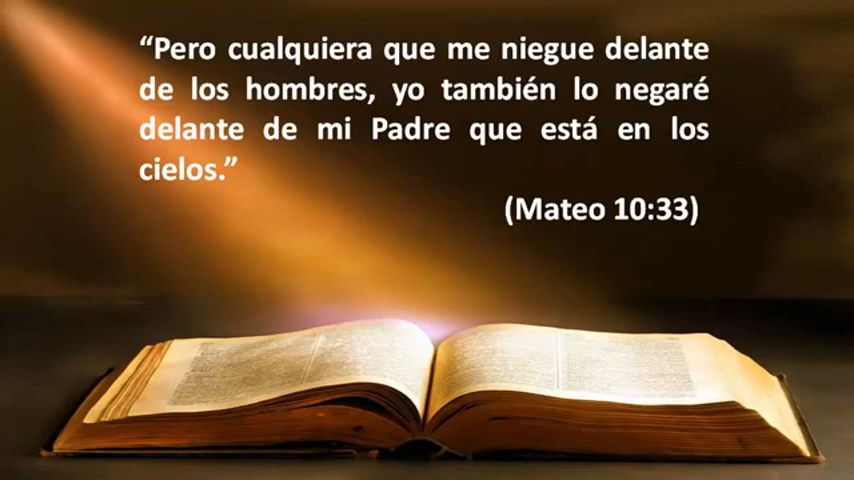 “Pero cualquiera que me niegue delante
de los hombres, yo también lo negaré
delante de mi Padre que está en los
cielos.”
(Mateo 10:33)